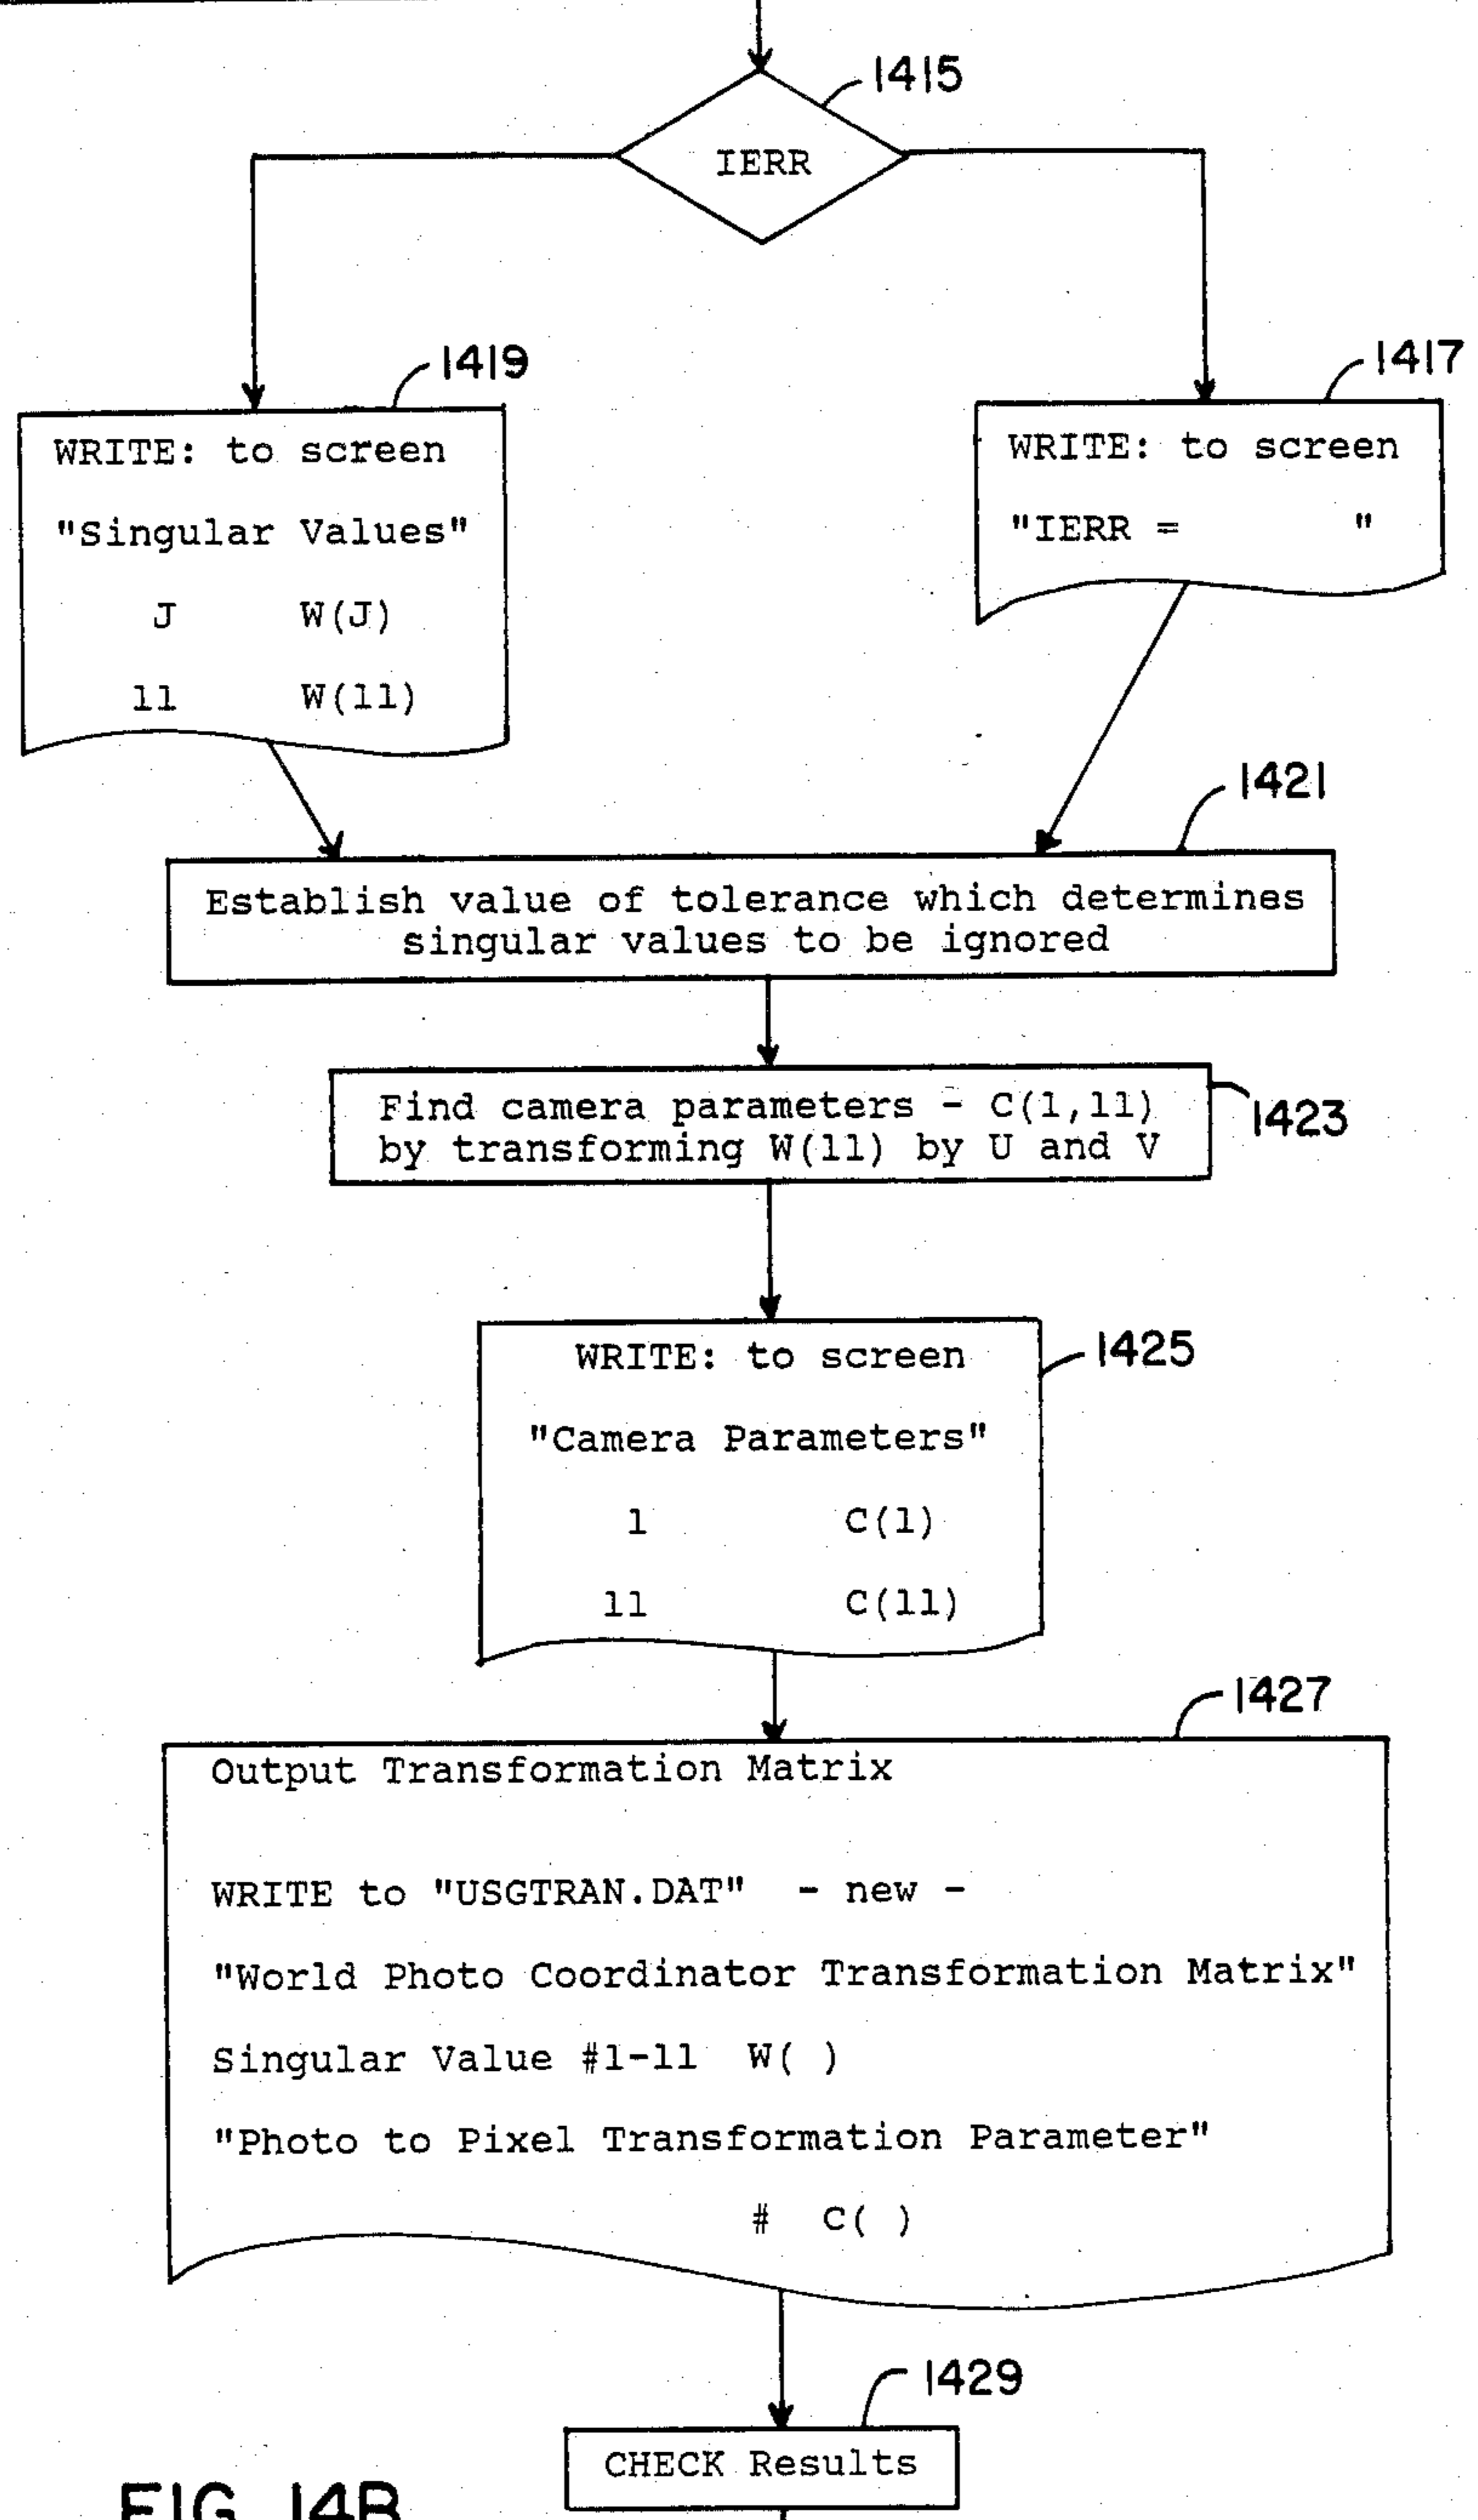 1415
IERR
1419
WRITE: to screen
"Singular Values"
J W(J)
11 W(11)
1417
WRITE: to screen
"IERR = "
1421
Establish value of tolerance which determines
singular values to be ignored
1423
Find camera parameters - C(1,11)
by transforming W(11) by U and V
1425
WRITE: to screen
"Camera Parameters"
1 C(1)
11 C(11)
1427
Output Transformation Matrix
WRITE to "USGTRAN.DAT" - new -
"World Photo Coordinator Transformation Matrix"
Singular Value #1-11 W( )
"Photo to Pixel Transformation Parameter"
# C( )
1429
CHECK Results
FIG. 14B